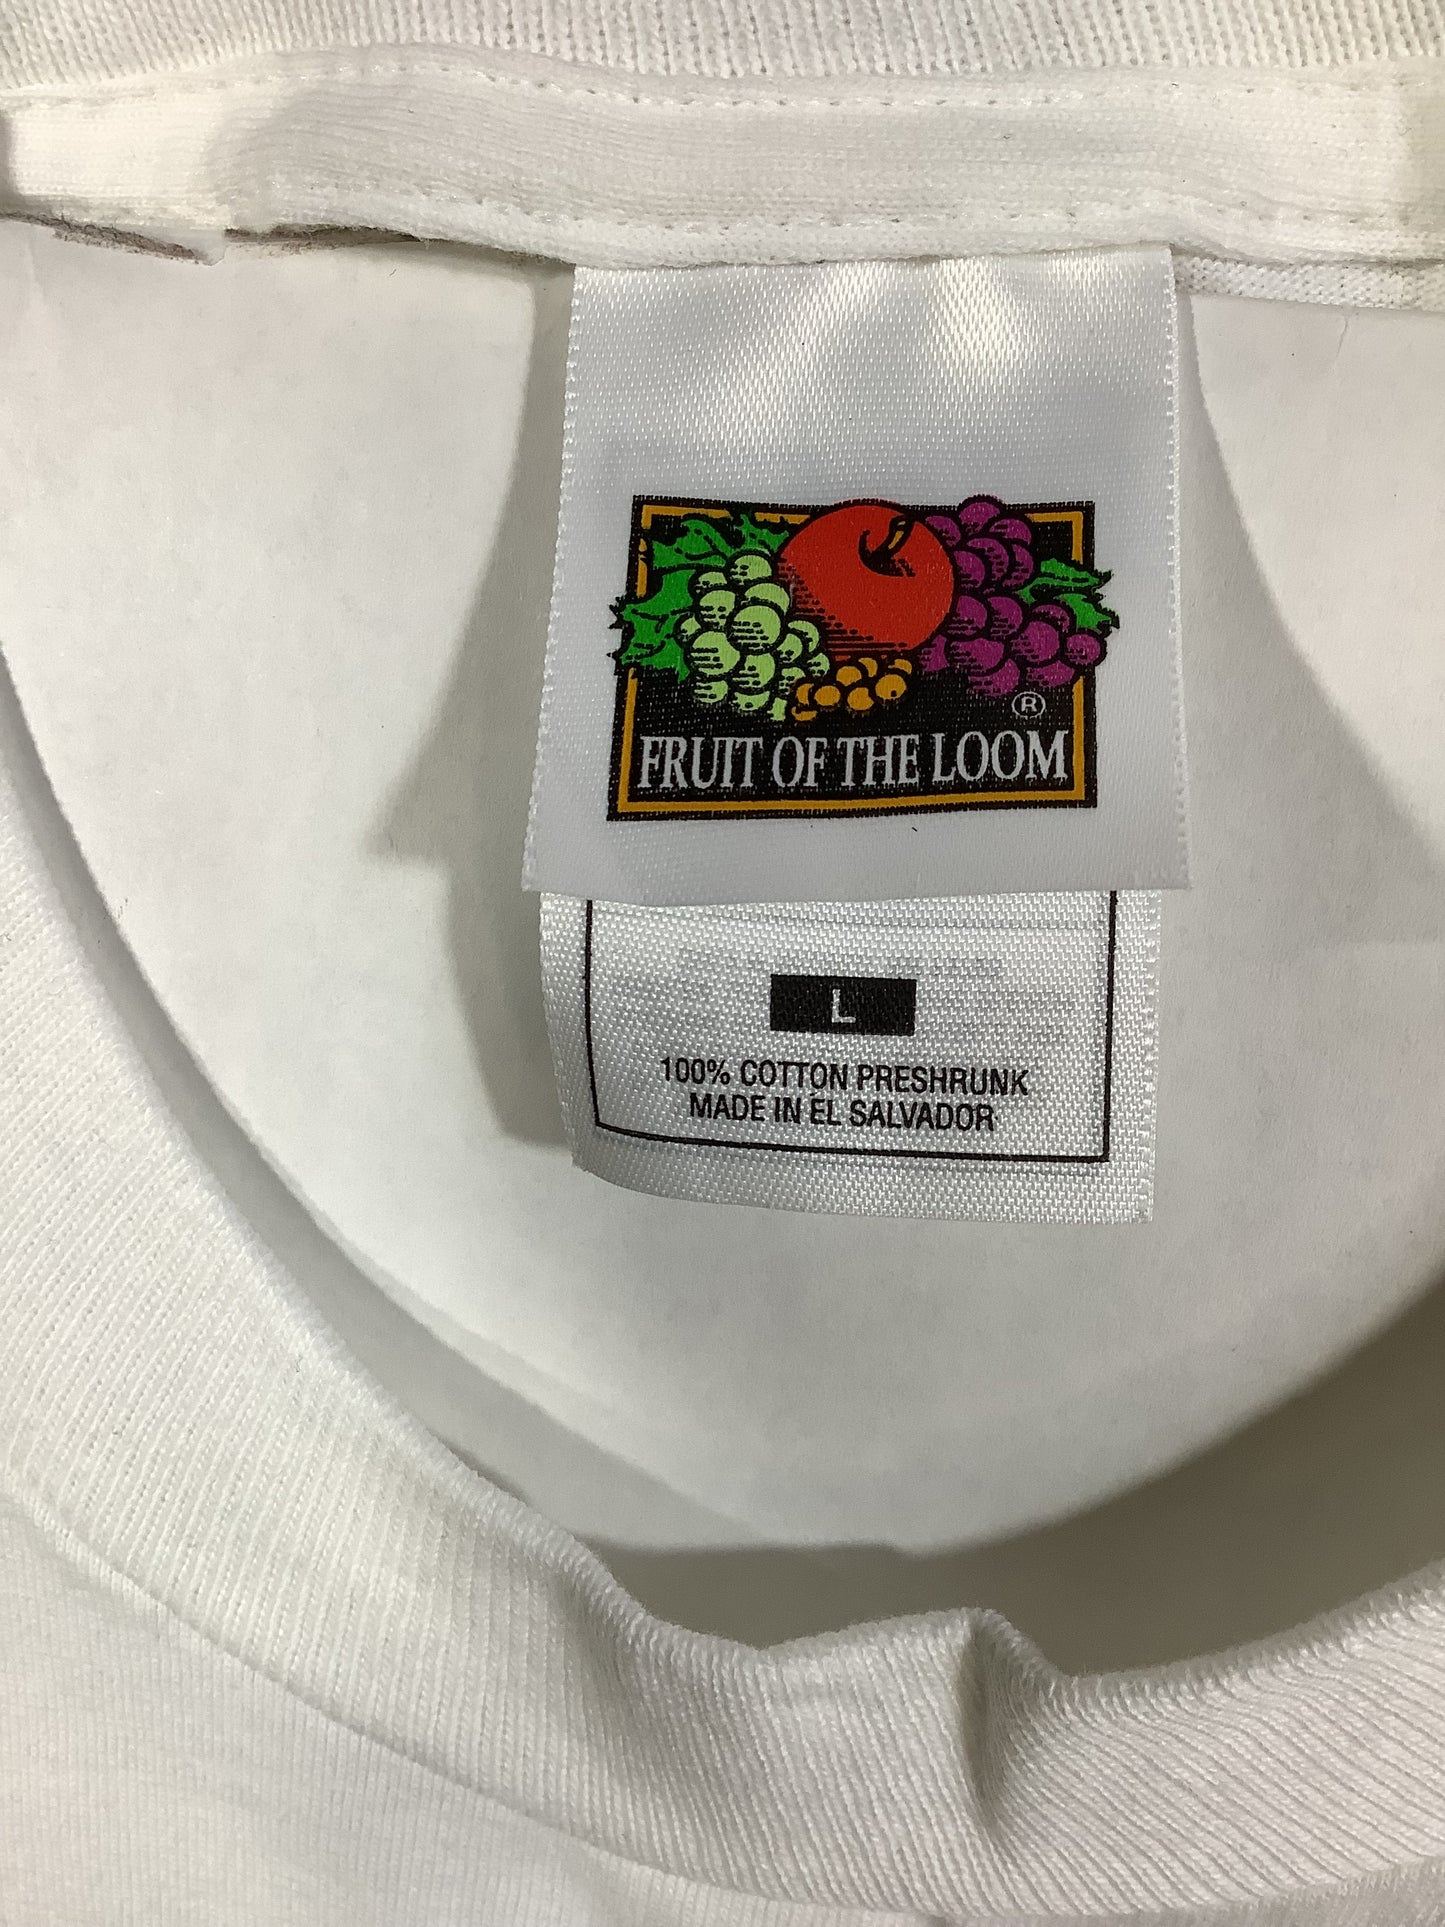 ®
FRUIT OF THE LOOM
L
100% COTTON PRESHRUNK
MADE IN EL SALVADOR